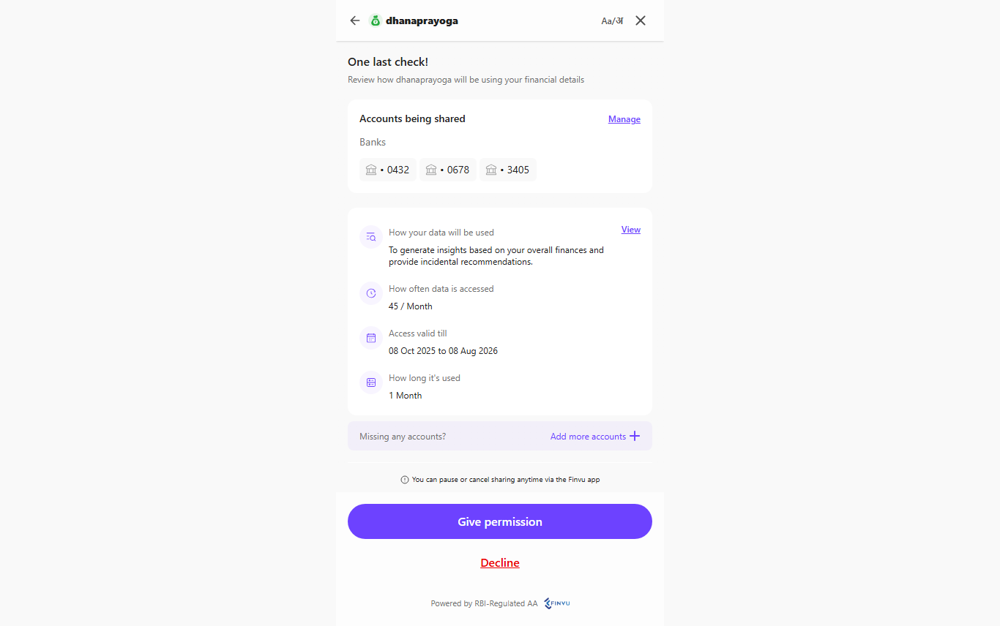 dhanaprayoga
Aa/अ
One last check!
Review how dhanaprayoga will be using your financial details
Accounts being shared
Manage
Banks
• 0432 • 0678 • 3405
How your data will be used
View
To generate insights based on your overall finances and
provide incidental recommendations.
How often data is accessed
45 / Month
Access valid till
08 Oct 2025 to 08 Aug 2026
How long it's used
1 Month
Missing any accounts?
Add more accounts
You can pause or cancel sharing anytime via the Finvu app
Give permission
Decline
Powered by RBI-Regulated AA FINVU